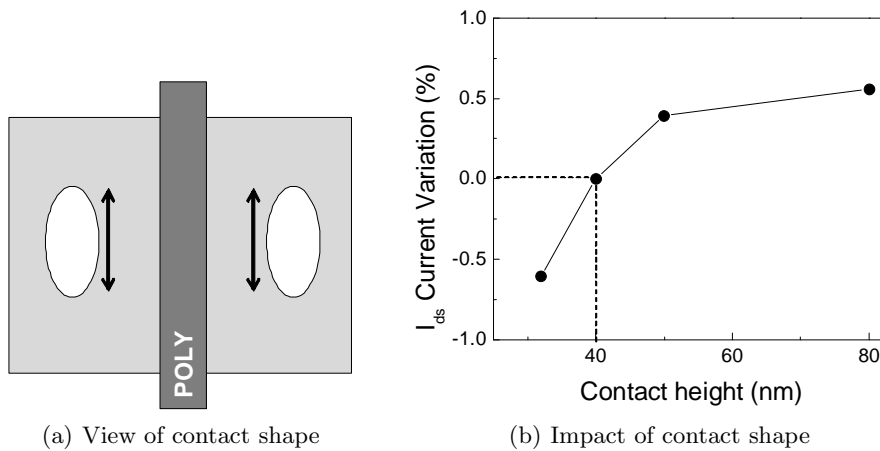 POLY
(a) View of contact shape
I_ds Current Variation (%)
1.0
0.5
0.0
-0.5
-1.0
40
60
80
Contact height (nm)
(b) Impact of contact shape